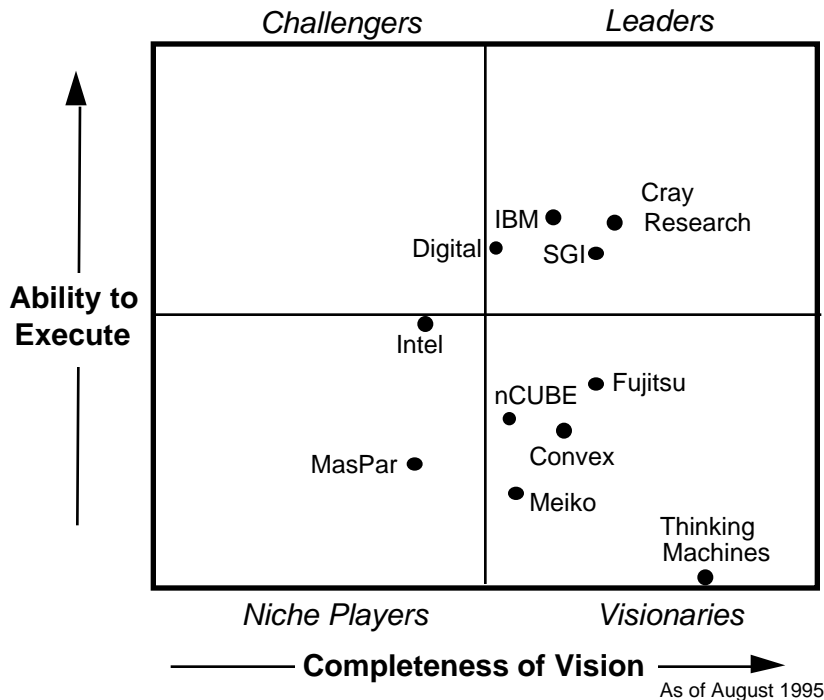 Challengers
Leaders
Cray
Research
IBM
Digital
SGI
Ability to
Execute
Intel
Fujitsu
nCUBE
Convex
MasPar
Meiko
Thinking
Machines
Niche Players
Visionaries
Completeness of Vision
As of August 1995